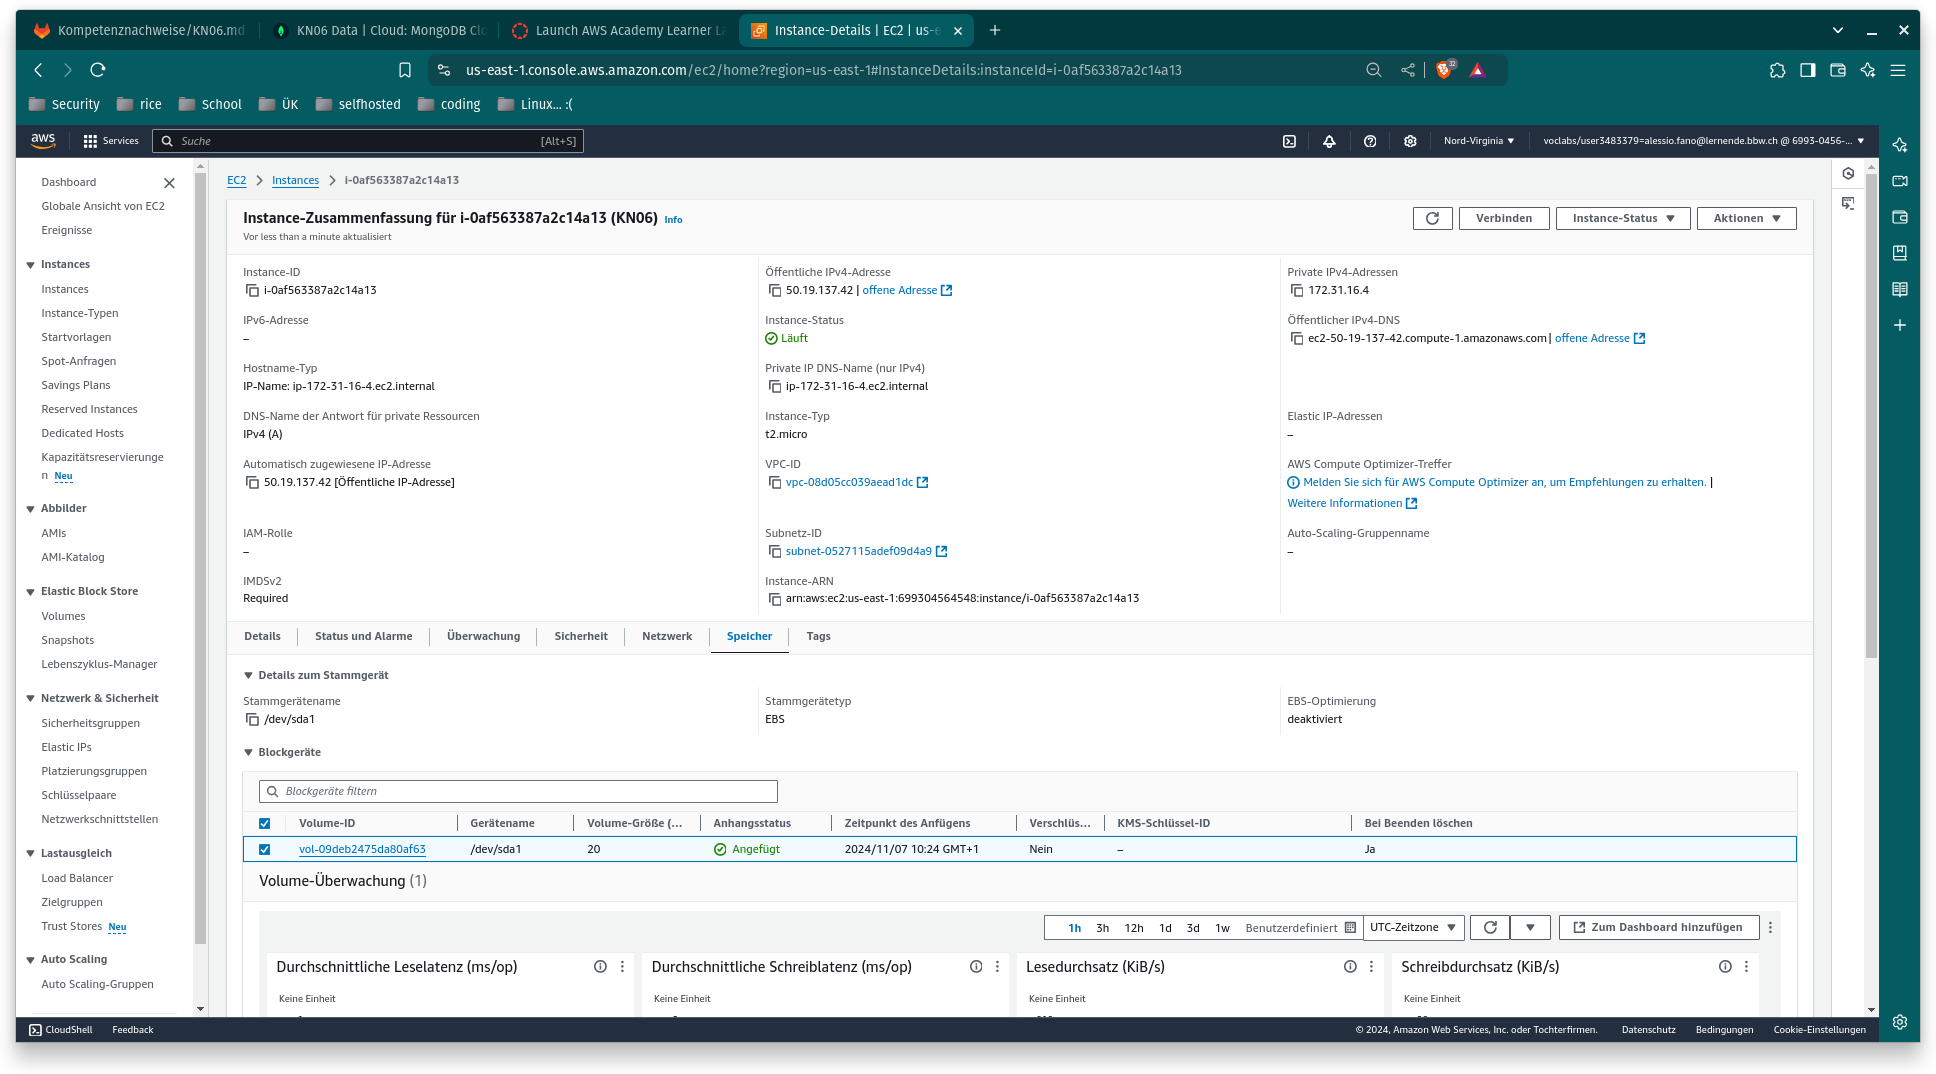 Kompetenznachweise/KN06.md
KN06 Data | Cloud: MongoDB Clo
Launch AWS Academy Learner La
Instance-Details | EC2 | us-e
us-east-1.console.aws.amazon.com/ec2/home?region=us-east-1#InstanceDetails:instanceId=i-0af563387a2c14a13
Security
rice
School
ÜK
selfhosted
coding
Linux... :(
aws
Services
Suche
[Alt+S]
Nord-Virginia
voclabs/user3483379=alessio.fano@lernende.bbw.ch @ 6993-0456-...
Dashboard
Globale Ansicht von EC2
Ereignisse
Instances
Instances
Instance-Typen
Startvorlagen
Spot-Anfragen
Savings Plans
Reserved Instances
Dedicated Hosts
Kapazitätsreservierunge
n Neu
Abbilder
AMIs
AMI-Katalog
Elastic Block Store
Volumes
Snapshots
Lebenszyklus-Manager
Netzwerk & Sicherheit
Sicherheitsgruppen
Elastic IPs
Platzierungsgruppen
Schlüsselpaare
Netzwerkschnittstellen
Lastausgleich
Load Balancer
Zielgruppen
Trust Stores Neu
Auto Scaling
Auto Scaling-Gruppen
EC2
Instances
i-0af563387a2c14a13
Instance-Zusammenfassung für i-0af563387a2c14a13 (KN06) Info
Vor less than a minute aktualisiert
Verbinden
Instance-Status
Aktionen
Instance-ID
i-0af563387a2c14a13
Öffentliche IPv4-Adresse
50.19.137.42 | offene Adresse
Private IPv4-Adressen
172.31.16.4
IPv6-Adresse
–
Instance-Status
Läuft
Öffentlicher IPv4-DNS
ec2-50-19-137-42.compute-1.amazonaws.com | offene Adresse
Hostname-Typ
IP-Name: ip-172-31-16-4.ec2.internal
Private IP DNS-Name (nur IPv4)
ip-172-31-16-4.ec2.internal
DNS-Name der Antwort für private Ressourcen
IPv4 (A)
Instance-Typ
t2.micro
Elastic IP-Adressen
–
Automatisch zugewiesene IP-Adresse
50.19.137.42 [Öffentliche IP-Adresse]
VPC-ID
vpc-08d05cc039aead1dc
AWS Compute Optimizer-Treffer
Melden Sie sich für AWS Compute Optimizer an, um Empfehlungen zu erhalten. |
Weitere Informationen
IAM-Rolle
–
Subnetz-ID
subnet-0527115adef09d4a9
Auto-Scaling-Gruppenname
–
IMDSv2
Required
Instance-ARN
arn:aws:ec2:us-east-1:699304564548:instance/i-0af563387a2c14a13
Details
Status und Alarme
Überwachung
Sicherheit
Netzwerk
Speicher
Tags
Details zum Stammgerät
Stammgerätename
/dev/sda1
Stammgerätetyp
EBS
EBS-Optimierung
deaktiviert
Blockgeräte
Blockgeräte filtern
Volume-ID
Gerätename
Volume-Größe (...
Anhangsstatus
Zeitpunkt des Anfügens
Verschlüs...
KMS-Schlüssel-ID
Bei Beenden löschen
vol-09deb2475da80af63
/dev/sda1
20
Angefügt
2024/11/07 10:24 GMT+1
Nein
–
Ja
Volume-Überwachung (1)
1h
3h
12h
1d
3d
1w
Benutzerdefiniert
UTC-Zeitzone
Zum Dashboard hinzufügen
Durchschnittliche Leselatenz (ms/op)
Keine Einheit
Durchschnittliche Schreiblatenz (ms/op)
Keine Einheit
Lesedurchsatz (KiB/s)
Keine Einheit
Schreibdurchsatz (KiB/s)
Keine Einheit
CloudShell
Feedback
© 2024, Amazon Web Services, Inc. oder Tochterfirmen.
Datenschutz
Bedingungen
Cookie-Einstellungen